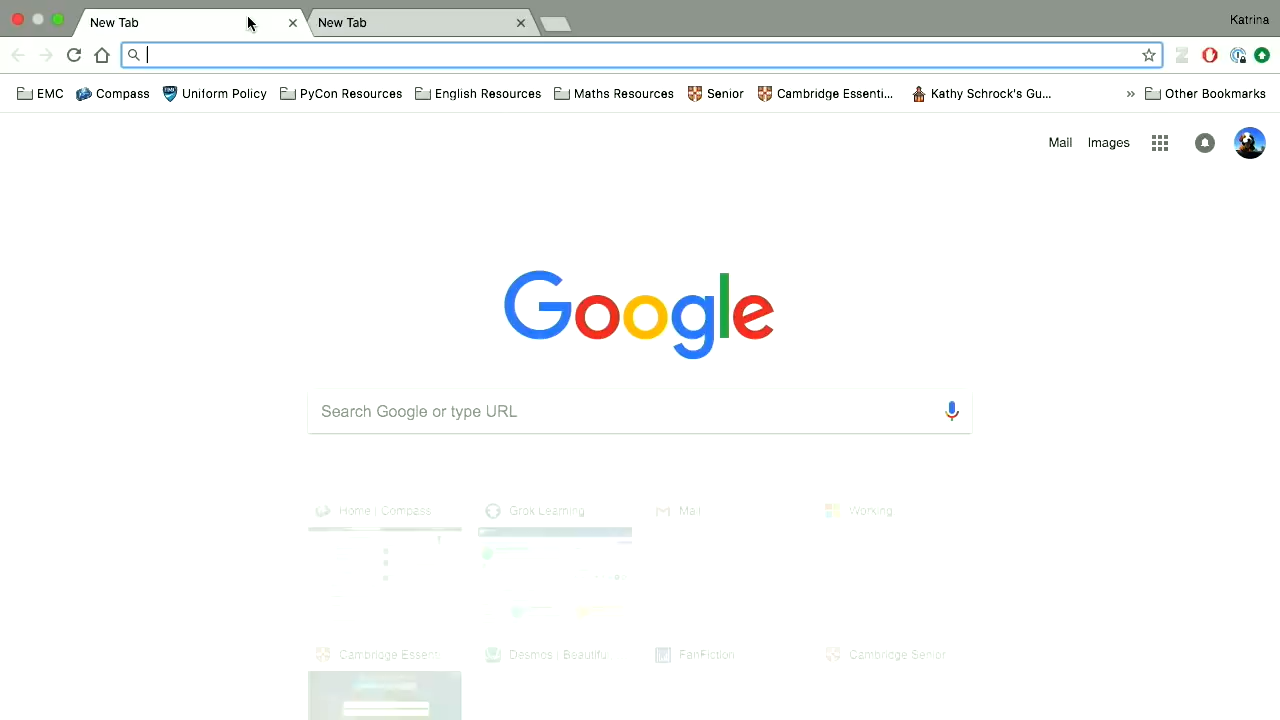 New Tab
New Tab
Katrina
EMC
Compass
Uniform Policy
PyCon Resources
English Resources
Maths Resources
Senior
Cambridge Essenti...
Kathy Schrock's Gu...
»
Other Bookmarks
Mail
Images
Google
Search Google or type URL
Home | Compass
Grok Learning
Mail
Working
Cambridge Essenti
Desmos | Beautifu
FanFiction
Cambridge Senior